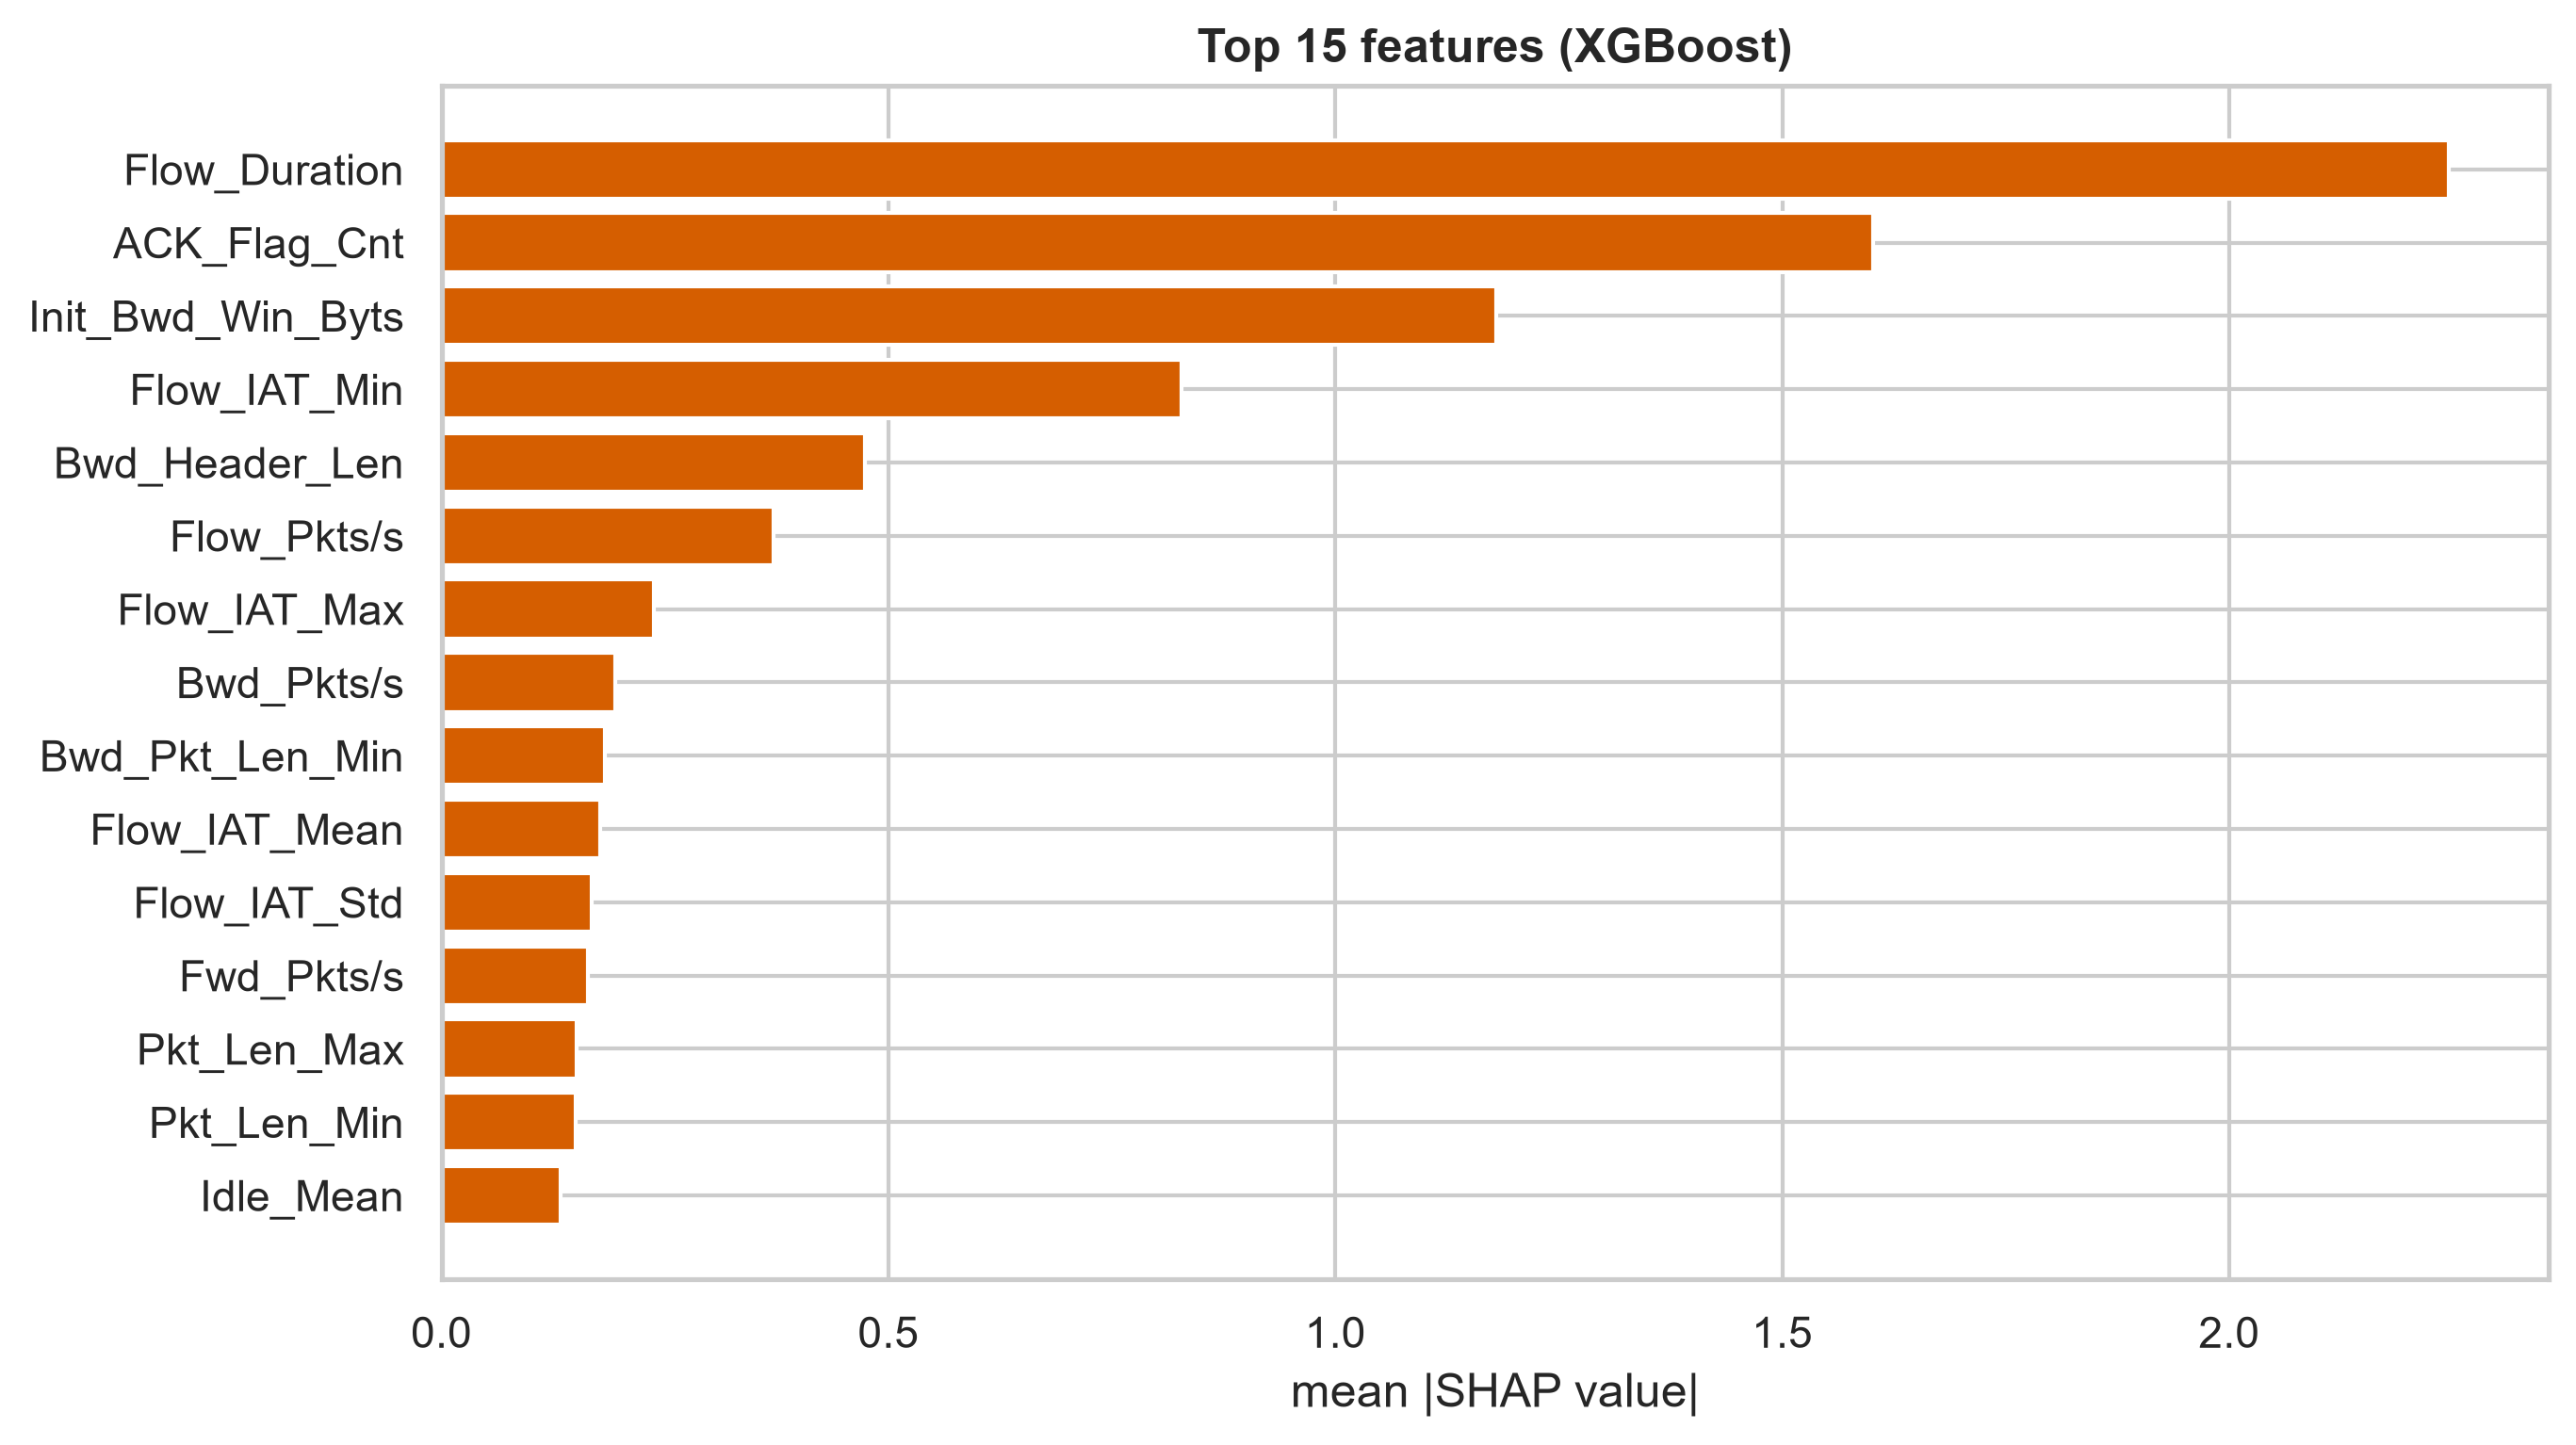 Top 15 features (XGBoost)
Flow_Duration
ACK_Flag_Cnt
Init_Bwd_Win_Byts
Flow_IAT_Min
Bwd_Header_Len
Flow_Pkts/s
Flow_IAT_Max
Bwd_Pkts/s
Bwd_Pkt_Len_Min
Flow_IAT_Mean
Flow_IAT_Std
Fwd_Pkts/s
Pkt_Len_Max
Pkt_Len_Min
Idle_Mean
0.0 0.5 1.0 1.5 2.0
mean |SHAP value|